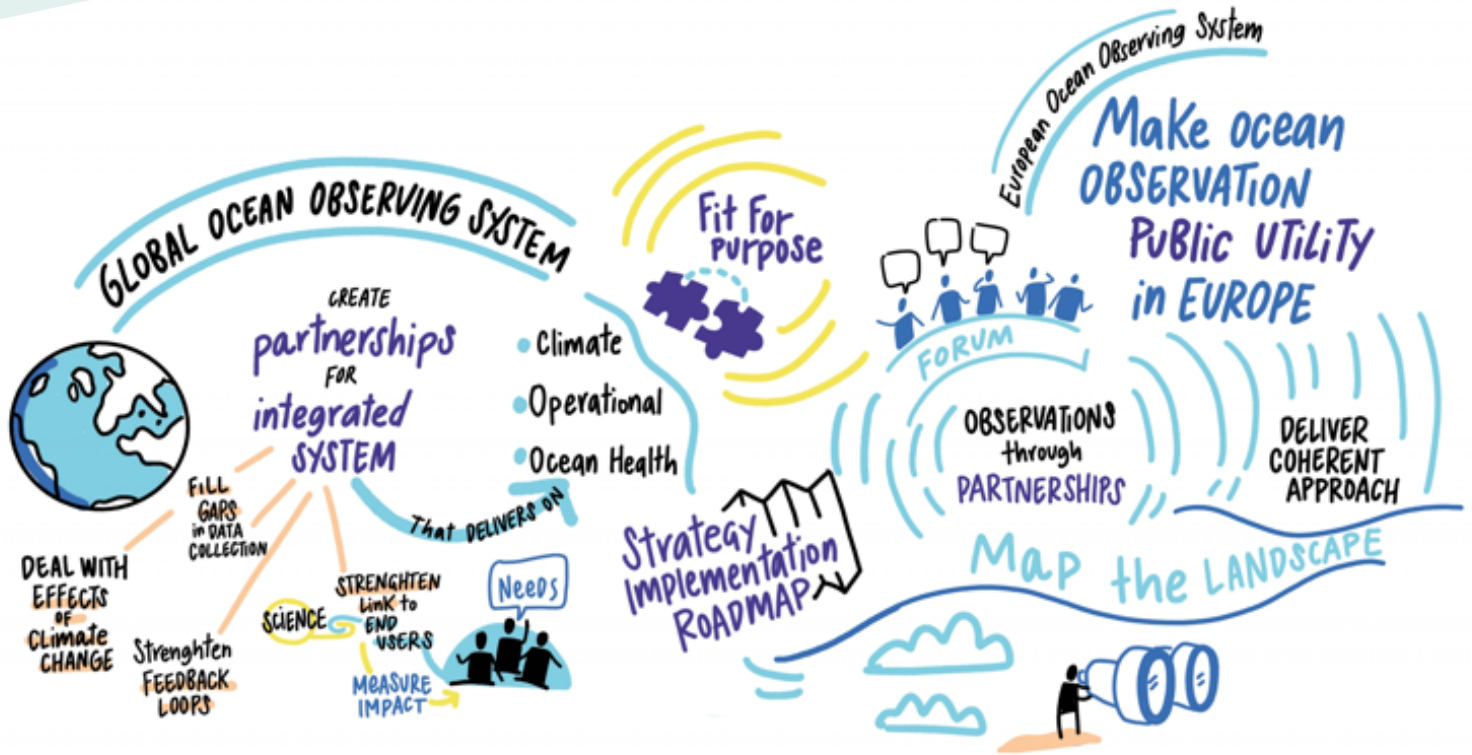 GLOBAL OCEAN OBSERVING SYSTEM
CREATE
partnerships
FOR
integrated
SYSTEM
That DELIVERS ON
Climate
Operational
Ocean Health
FILL
GAPS
in DATA
COLLECTION
DEAL WITH
EFFECTS
OF
Climate
CHANGE
Strenghten
FEEDBACK
LOOPS
SCIENCE
STRENGHTEN
Link to
END
USERS
Needs
MEASURE
IMPACT
Fit For
purpose
Strategy
Implementation
ROADMAP
European Ocean Observing System
Make ocean
OBSERVATION
PUBLIC UTILITY
in EUROPE
FORUM
OBSERVATIONS
through
PARTNERSHIPS
DELIVER
COHERENT
APPROACH
Map the LANDSCAPE